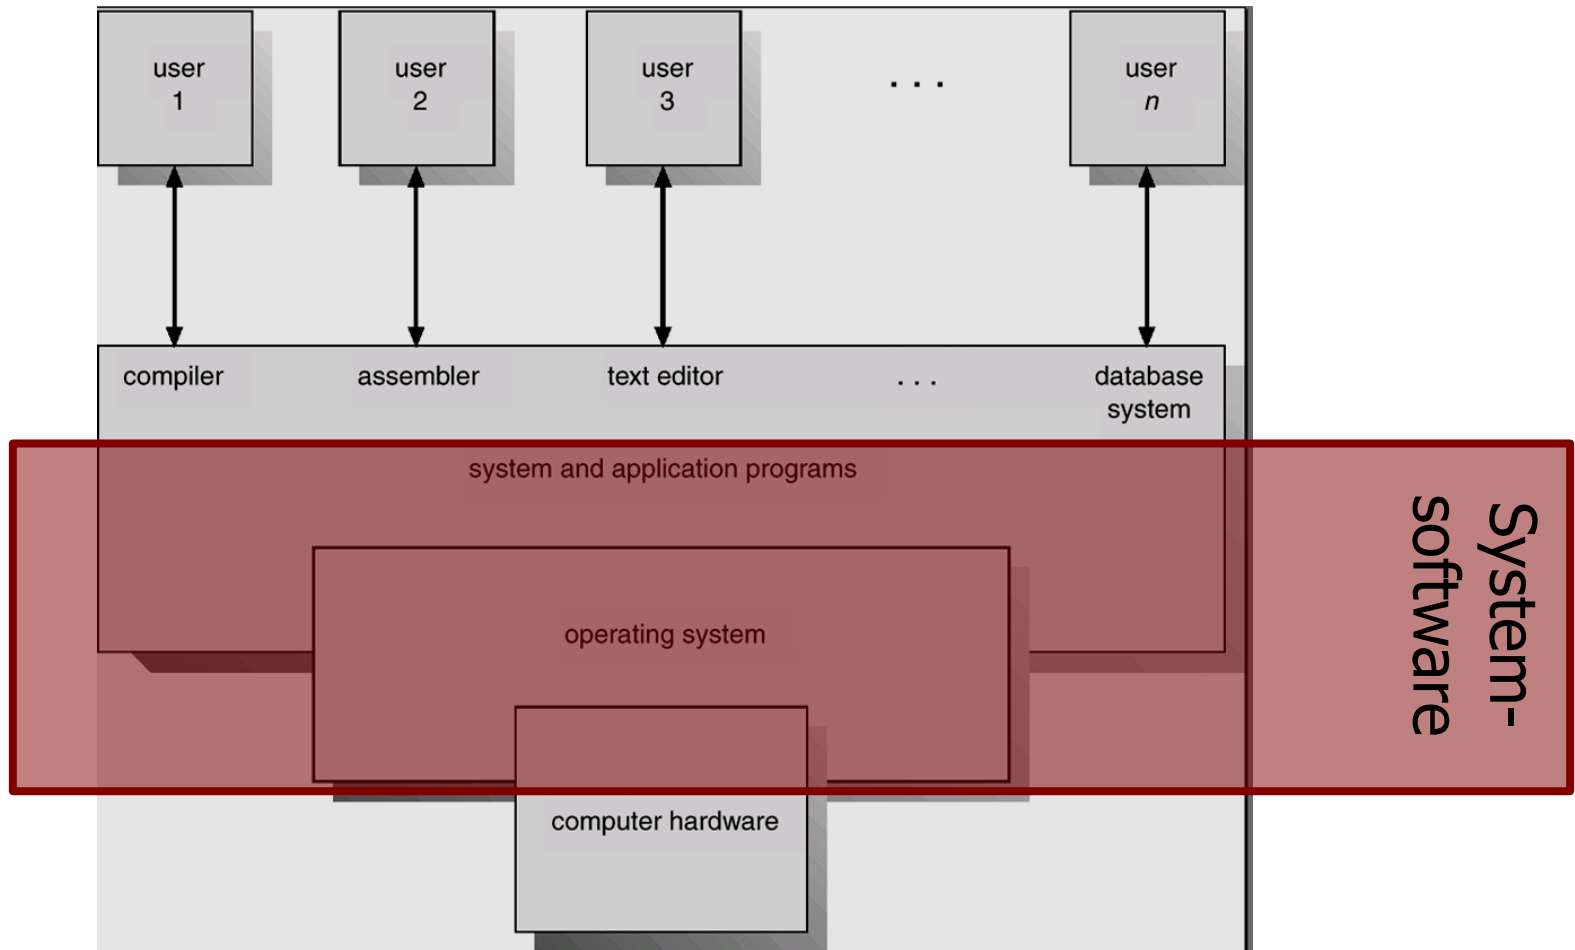 user
1
user
2
user
3
. . .
user
n
compiler
assembler
text editor
. . .
database
system
system and application programs
operating system
computer hardware
System-
software